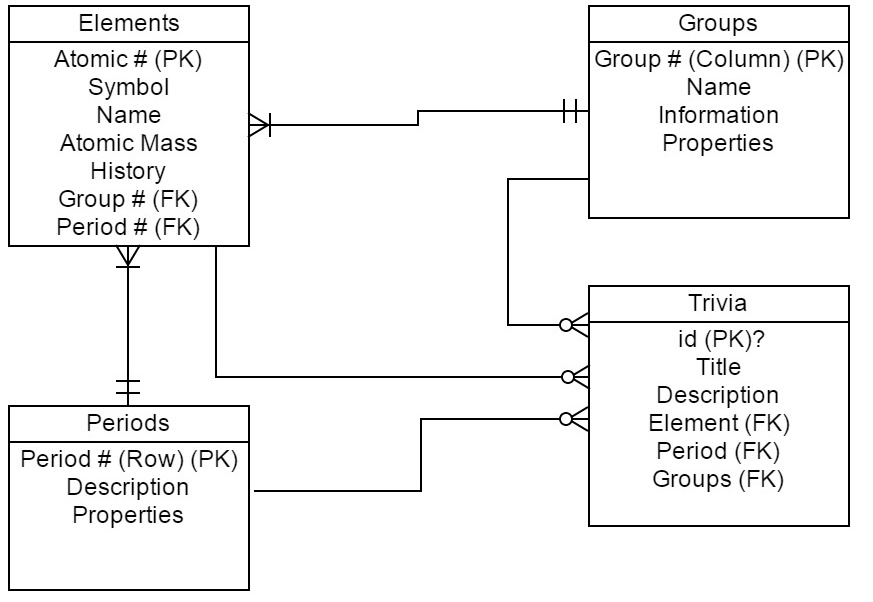 Elements
Atomic # (PK)
Symbol
Name
Atomic Mass
History
Group # (FK)
Period # (FK)
Groups
Group # (Column) (PK)
Name
Information
Properties
Periods
Period # (Row) (PK)
Description
Properties
Trivia
id (PK)?
Title
Description
Element (FK)
Period (FK)
Groups (FK)